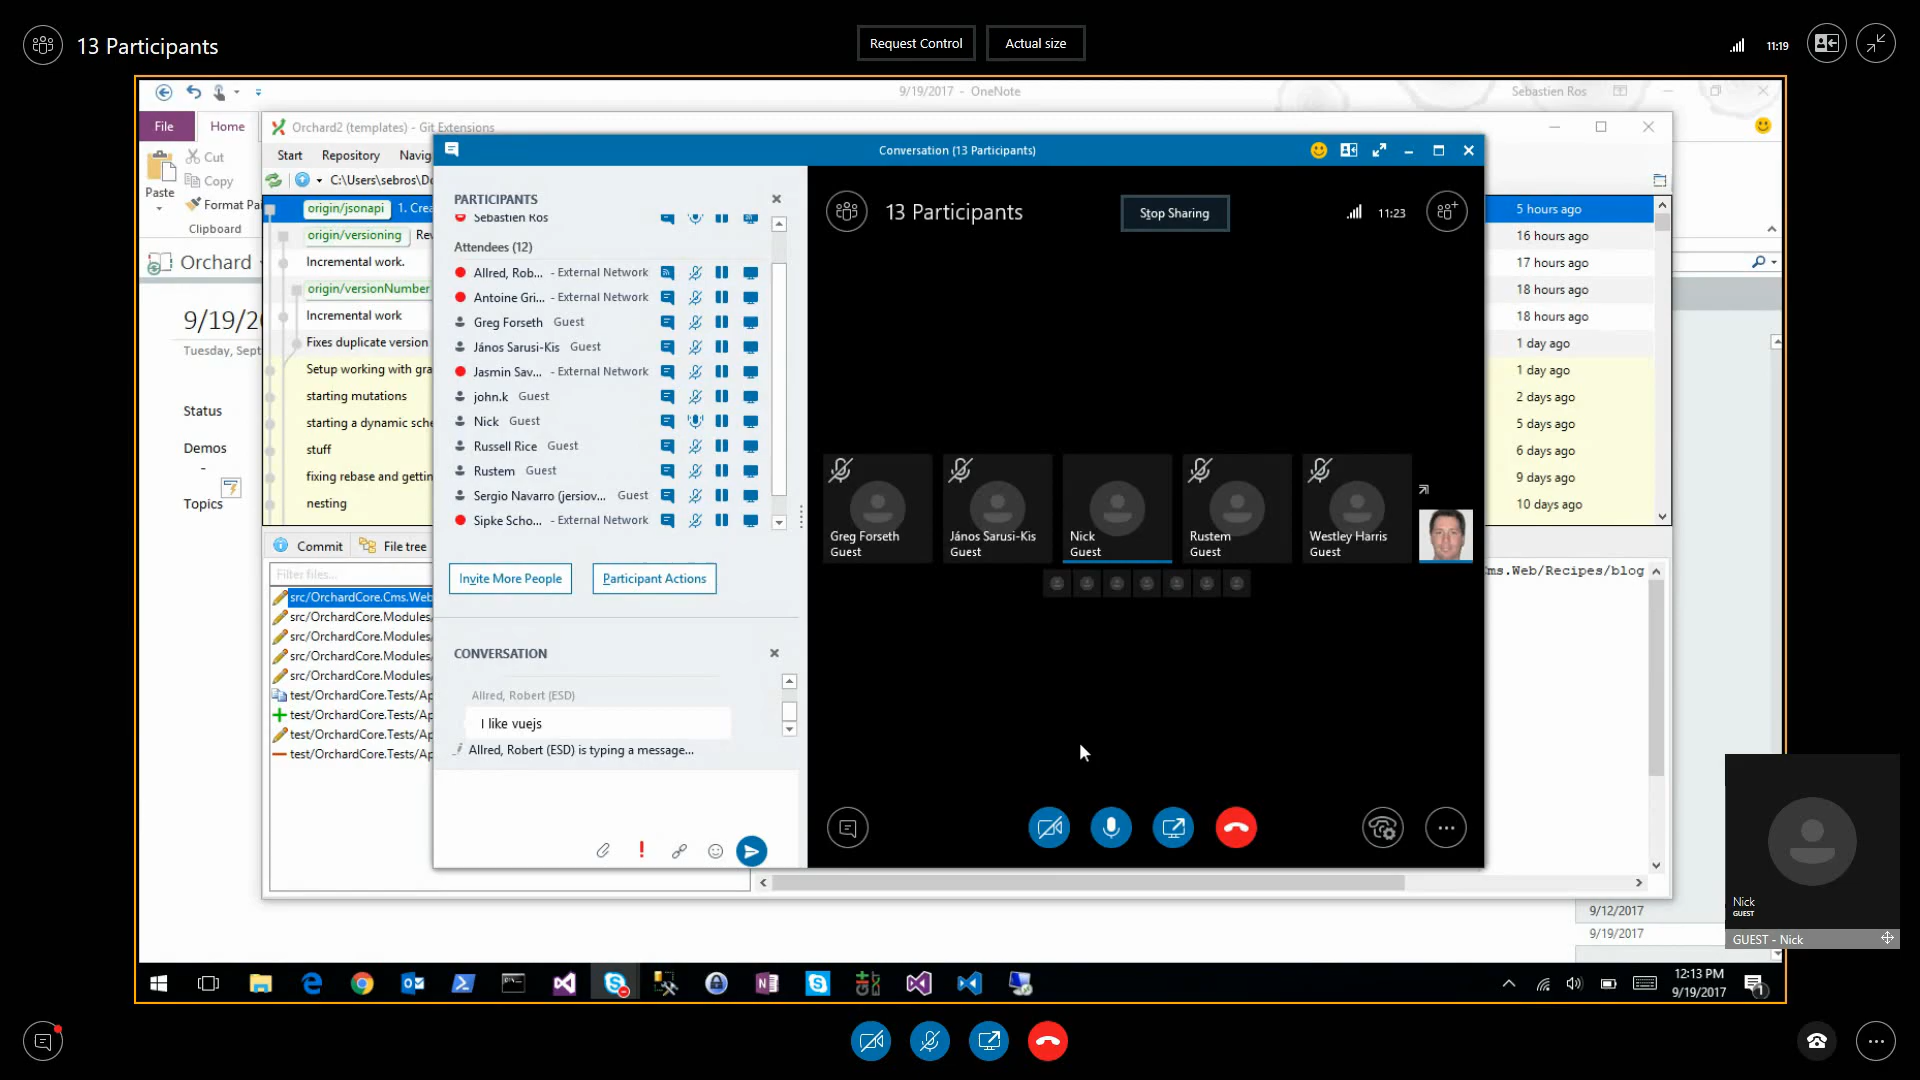 13 Participants
Request Control
Actual size
11:19
9/19/2017 - OneNote
Sebastien Ros
File
Home
Orchard2 (templates) - Git Extensions
Cut
Copy
Paste
Format Pai
Clipboard
Start
Repository
Navig
C:\Users\sebros\Do
Orchard
9/19/20
Tuesday, Sept
Status
Demos
-
Topics
origin/jsonapi
1. Crea
origin/versioning
Rev
Incremental work.
origin/versionNumber
Incremental work
Fixes duplicate version
Setup working with gra
starting mutations
starting a dynamic sche
stuff
fixing rebase and gettin
nesting
Commit
File tree
Filter files...
src/OrchardCore.Cms.Web
src/OrchardCore.Modules/
src/OrchardCore.Modules/
src/OrchardCore.Modules/
src/OrchardCore.Modules/
test/OrchardCore.Tests/Ap
test/OrchardCore.Tests/Ap
test/OrchardCore.Tests/Ap
test/OrchardCore.Tests/Ap
Conversation (13 Participants)
PARTICIPANTS
Sebastien Ros
Attendees (12)
Allred, Rob... - External Network
Antoine Gri... - External Network
Greg Forseth Guest
János Sarusi-Kis Guest
Jasmin Sav... - External Network
john.k Guest
Nick Guest
Russell Rice Guest
Rustem Guest
Sergio Navarro (jersiov... Guest
Sipke Scho... - External Network
Invite More People
Participant Actions
CONVERSATION
Allred, Robert (ESD)
I like vuejs
Allred, Robert (ESD) is typing a message...
13 Participants
Stop Sharing
11:23
Greg Forseth
Guest
János Sarusi-Kis
Guest
Nick
Guest
Rustem
Guest
Westley Harris
Guest
5 hours ago
16 hours ago
17 hours ago
18 hours ago
18 hours ago
1 day ago
1 day ago
2 days ago
5 days ago
6 days ago
9 days ago
10 days ago
ms.Web/Recipes/blog
9/12/2017
9/19/2017
Nick
GUEST
GUEST - Nick
12:13 PM
9/19/2017
1